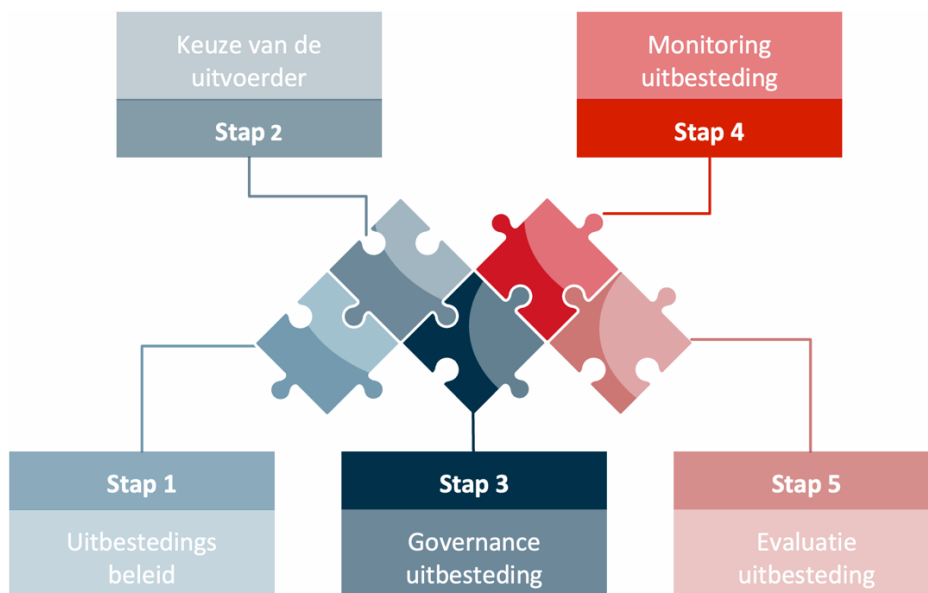 Keuze van de
uitvoerder
Stap 2
Monitoring
uitbesteding
Stap 4
Stap 1
Uitbestedings
beleid
Stap 3
Governance
uitbesteding
Stap 5
Evaluatie
uitbesteding